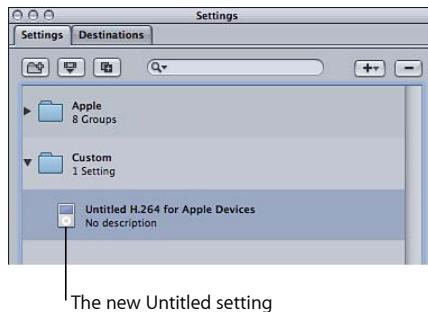 Settings
Settings Destinations
Apple
8 Groups
Custom
1 Setting
Untitled H.264 for Apple Devices
No description
The new Untitled setting